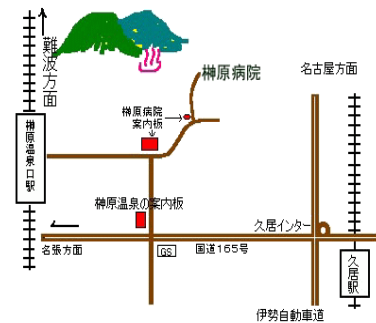 難波方面
榊原病院
名古屋方面
榊原病院
案内板
榊原温泉口駅
榊原温泉の案内板
久居インター
名張方面
GS
国道165号
久居駅
伊勢自動車道